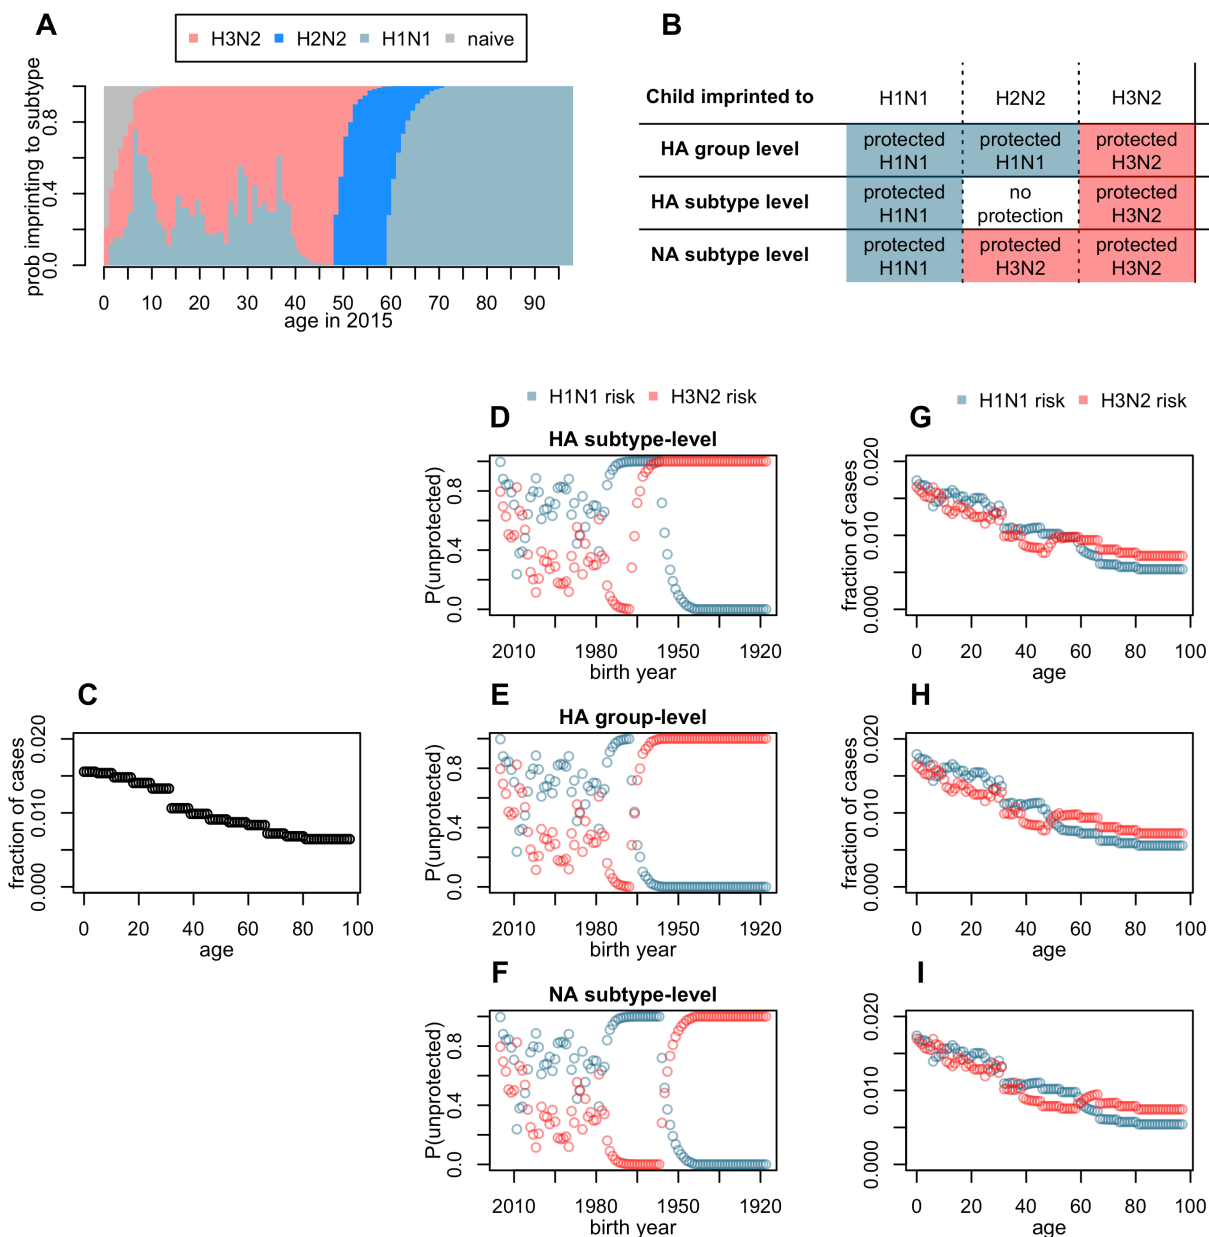 A
H3N2 H2N2 H1N1 naive
prob imprinting to subtype
0.0 0.4 0.8
0 10 20 30 40 50 60 70 80 90
age in 2015
B
Child imprinted to H1N1 H2N2 H3N2
HA group level protected H1N1 protected H1N1 protected H3N2
HA subtype level protected H1N1 no protection protected H3N2
NA subtype level protected H1N1 protected H3N2 protected H3N2
C
fraction of cases
0.000 0.010 0.020
0 20 40 60 80 100
age
H1N1 risk H3N2 risk
D
HA subtype-level
P(unprotected)
0.0 0.4 0.8
2010 1980 1950 1920
birth year
E
HA group-level
P(unprotected)
0.0 0.4 0.8
2010 1980 1950 1920
birth year
F
NA subtype-level
P(unprotected)
0.0 0.4 0.8
2010 1980 1950 1920
birth year
H1N1 risk H3N2 risk
G
fraction of cases
0.000 0.010 0.020
0 20 40 60 80 100
age
H
fraction of cases
0.000 0.010 0.020
0 20 40 60 80 100
age
I
fraction of cases
0.000 0.010 0.020
0 20 40 60 80 100
age